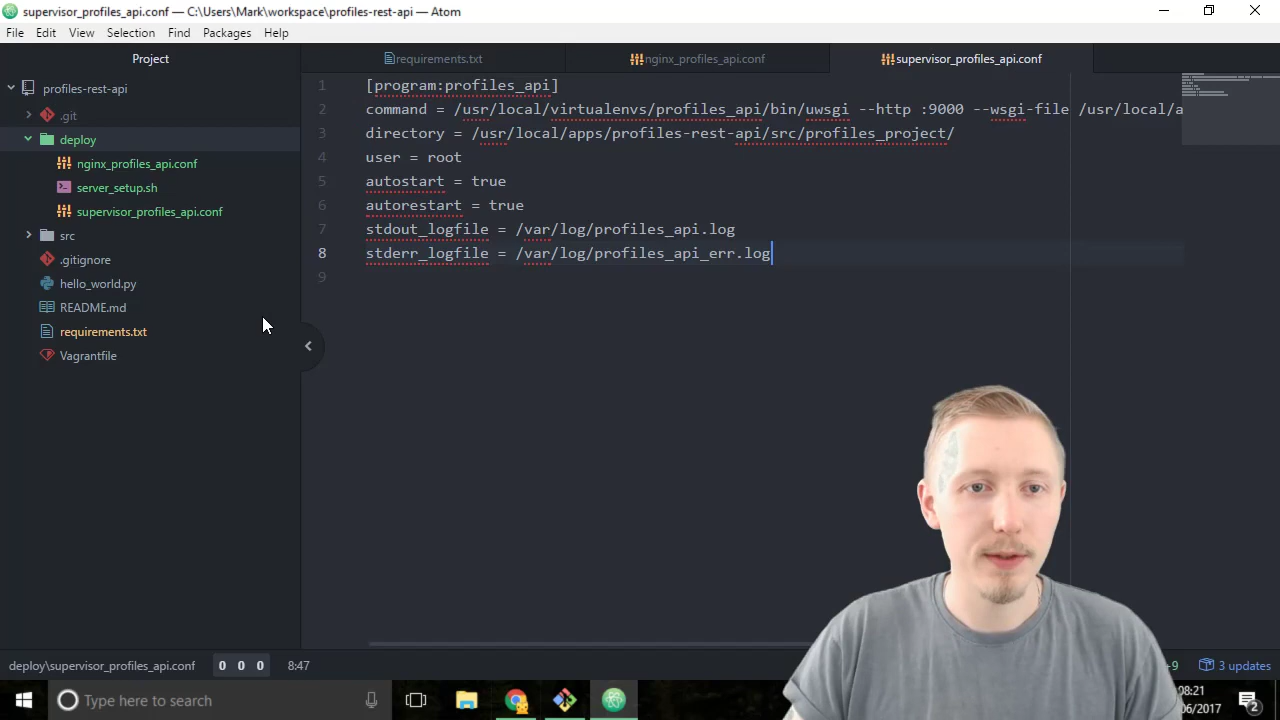 supervisor_profiles_api.conf — C:\Users\Mark\workspace\profiles-rest-api — Atom
File Edit View Selection Find Packages Help
Project
requirements.txt
nginx_profiles_api.conf
supervisor_profiles_api.conf
profiles-rest-api
.git
deploy
nginx_profiles_api.conf
server_setup.sh
supervisor_profiles_api.conf
src
.gitignore
hello_world.py
README.md
requirements.txt
Vagrantfile
1 [program:profiles_api]
2 command = /usr/local/virtualenvs/profiles_api/bin/uwsgi --http :9000 --wsgi-file /usr/local/a
3 directory = /usr/local/apps/profiles-rest-api/src/profiles_project/
4 user = root
5 autostart = true
6 autorestart = true
7 stdout_logfile = /var/log/profiles_api.log
8 stderr_logfile = /var/log/profiles_api_err.log
9
deploy\supervisor_profiles_api.conf 0 0 0 8:47
-9 3 updates
Type here to search
08:21
06/2017
2